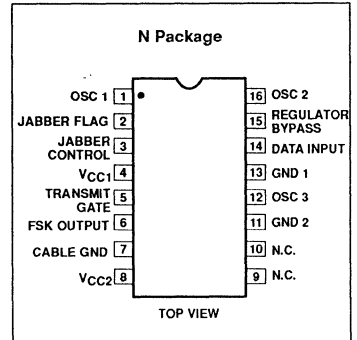 N Package
OSC 1 1
JABBER FLAG 2
JABBER CONTROL 3
VCC1 4
TRANSMIT GATE 5
FSK OUTPUT 6
CABLE GND 7
VCC2 8
16 OSC 2
15 REGULATOR BYPASS
14 DATA INPUT
13 GND 1
12 OSC 3
11 GND 2
10 N.C.
9 N.C.
TOP VIEW